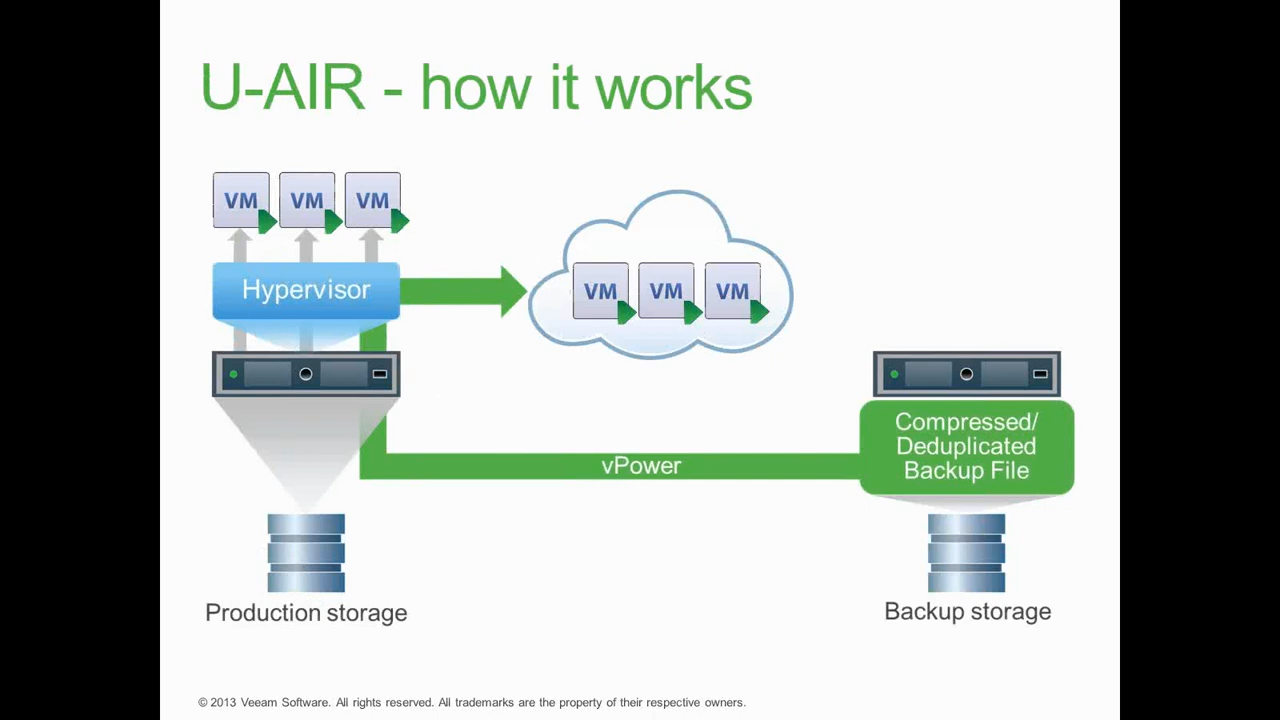 U-AIR - how it works
VM VM VM
Hypervisor
VM VM VM
Compressed/
Deduplicated
Backup File
vPower
Production storage
Backup storage
© 2013 Veeam Software. All rights reserved. All trademarks are the property of their respective owners.